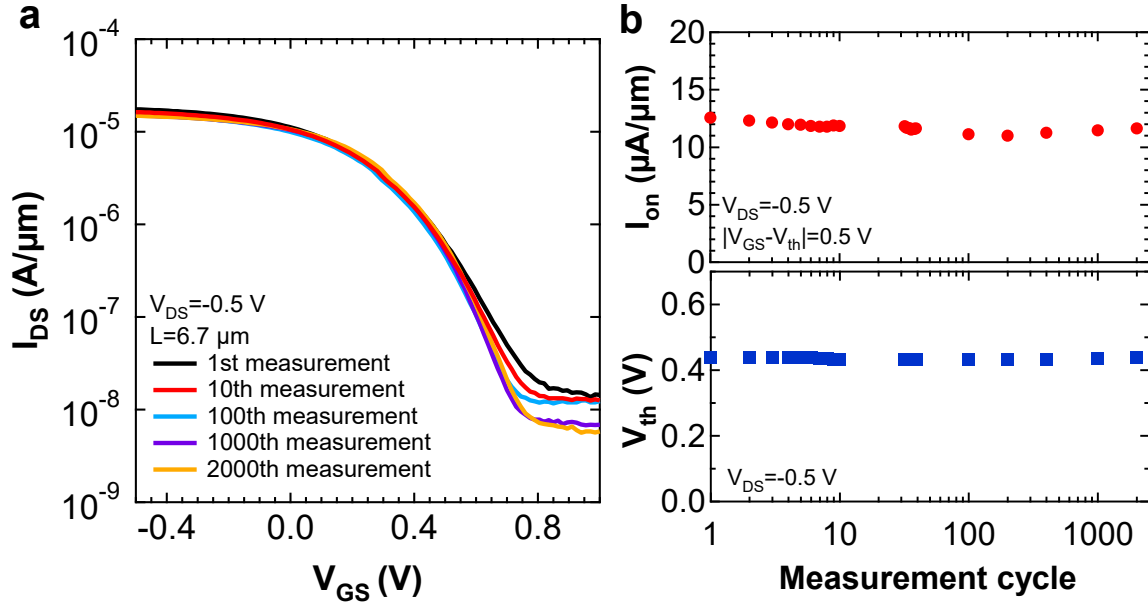 a
10⁻⁴
10⁻⁵
10⁻⁶
10⁻⁷
10⁻⁸
10⁻⁹
I_DS (A/µm)
V_DS=-0.5 V
L=6.7 µm
1st measurement
10th measurement
100th measurement
1000th measurement
2000th measurement
-0.4 0.0 0.4 0.8
V_GS (V)
b
20
15
10
5
0
I_on (µA/µm)
V_DS=-0.5 V
|V_GS-V_th|=0.5 V
0.6
0.4
0.2
0.0
V_th (V)
V_DS=-0.5 V
1 10 100 1000
Measurement cycle